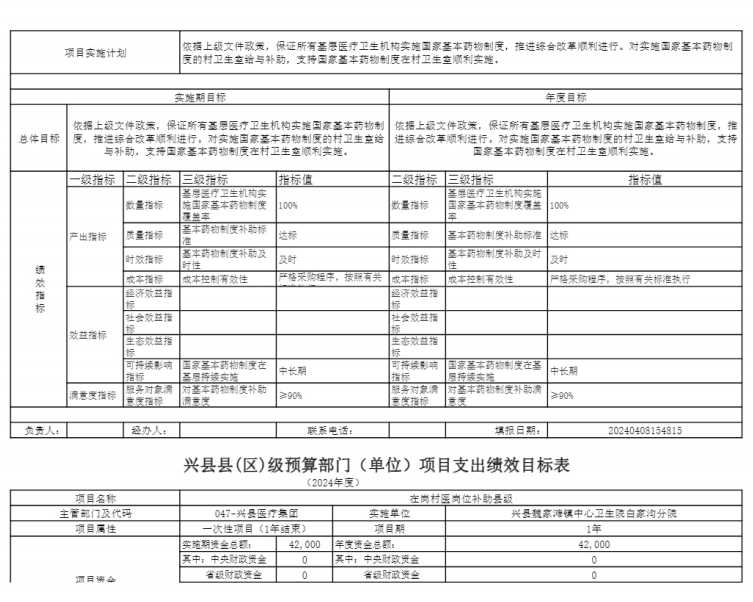 项目实施计划
依据上级文件政策，保证所有基层医疗卫生机构实施国家基本药物制度，推进综合改革顺利进行。对实施国家基本药物制
度的村卫生室给与补助，支持国家基本药物制度在村卫生室顺利实施。
实施期目标 年度目标
总体目标
依据上级文件政策，保证所有基层医疗卫生机构实施国家基本药物制
度，推进综合改革顺利进行。对实施国家基本药物制度的村卫生室给
与补助，支持国家基本药物制度在村卫生室顺利实施。
依据上级文件政策，保证所有基层医疗卫生机构实施国家基本药物制度，推
进综合改革顺利进行。对实施国家基本药物制度的村卫生室给与补助，支持
国家基本药物制度在村卫生室顺利实施。
绩
效
指
标
一级指标 二级指标 三级指标 指标值 二级指标 三级指标 指标值
产出指标
数量指标
基层医疗卫生机构实
施国家基本药物制度
覆盖率
100%
数量指标
基层医疗卫生机构实施
国家基本药物制度覆盖
率
100%
质量指标
基本药物制度补助标
准
达标
质量指标 基本药物制度补助标准 达标
时效指标
基本药物制度补助及
时性
及时
时效指标
基本药物制度补助及时
性
及时
成本指标 成本控制有效性
严格采购程序，按照有关
成本指标 成本控制有效性 严格采购程序，按照有关标准执行
效益指标
经济效益指
标
经济效益指
标
社会效益指
标
社会效益指
标
生态效益指
标
生态效益指
标
可持续影响
指标
国家基本药物制度在
基层持续实施
中长期
可持续影响
指标
国家基本药物制度在基
层持续实施
中长期
满意度指标
服务对象满
意度指标
对基本药物制度补助
满意度
≥90%
服务对象满
意度指标
对基本药物制度补助满
意度
≥90%
负责人： 经办人： 联系电话： 填报日期： 20240408154815
兴县县(区)级预算部门（单位）项目支出绩效目标表
（2024年度）
项目名称 在岗村医岗位补助县级
主管部门及代码 047-兴县医疗集团 实施单位 兴县魏家滩镇中心卫生院白家沟分院
项目属性 一次性项目（1年结束） 项目期 1年
项目资金
实施期资金总额： 42,000 年度资金总额： 42,000
其中：中央财政资金 0 其中：中央财政资金 0
省级财政资金 0 省级财政资金 0